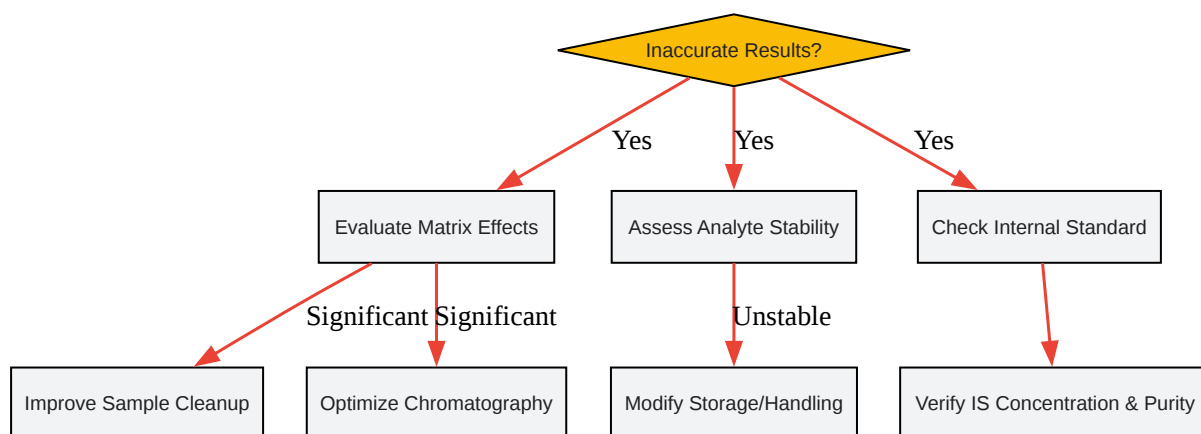 Inaccurate Results?
Yes
Yes
Yes
Evaluate Matrix Effects
Assess Analyte Stability
Check Internal Standard
Significant
Significant
Unstable
Improve Sample Cleanup
Optimize Chromatography
Modify Storage/Handling
Verify IS Concentration & Purity